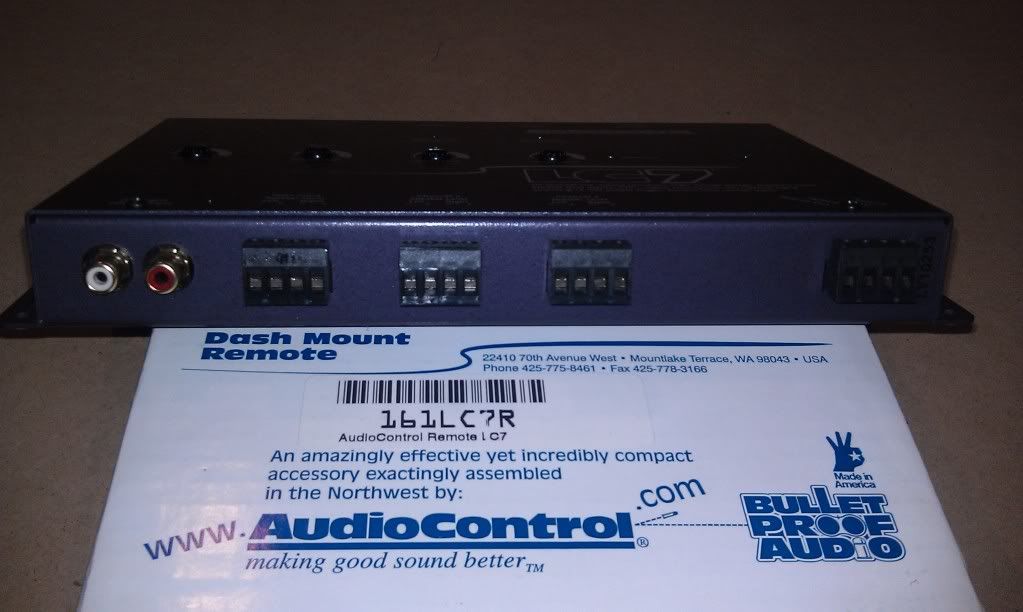 LC7
Dash Mount
Remote
22410 70th Avenue West • Mountlake Terrace, WA 98043 • USA
Phone 425-775-8461 • Fax 425-778-3166
161LC7R
AudioControl Remote LC7
An amazingly effective yet incredibly compact
accessory exactingly assembled
in the Northwest by:
www.AudioControl®.com
making good sound better™
Made in
America
BULLET
PROOF
AUDIO